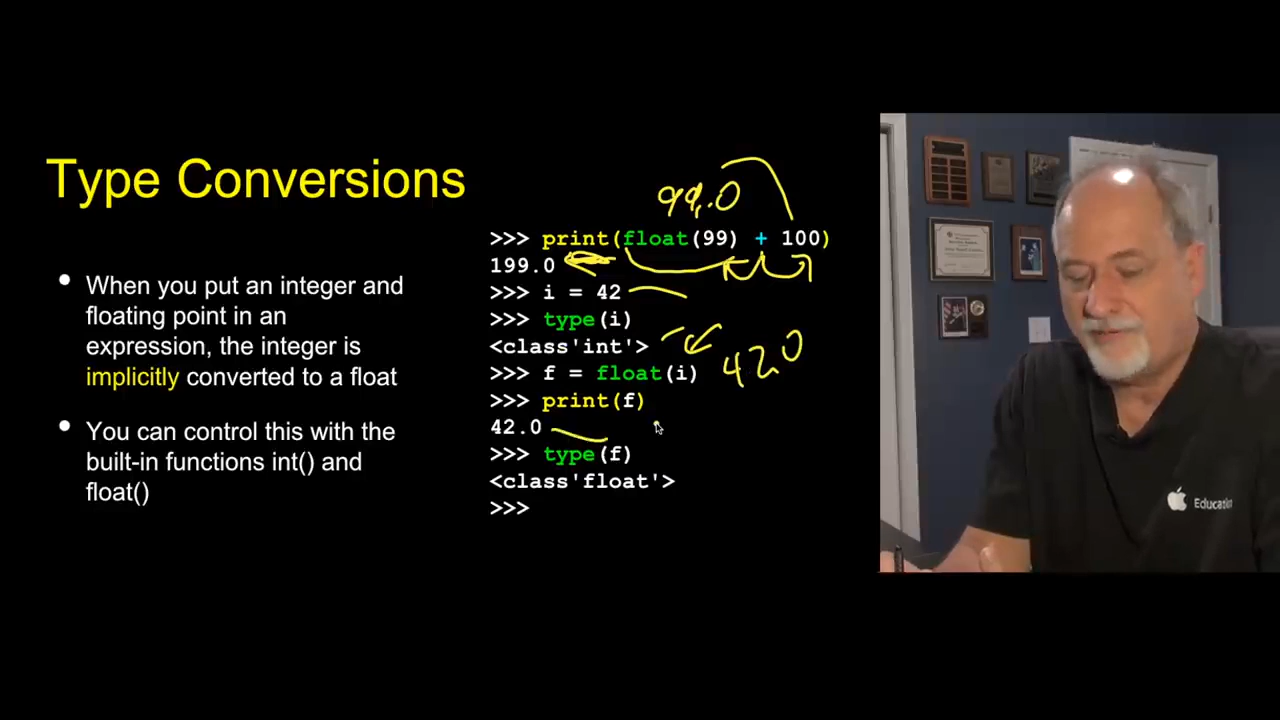 Type Conversions
• When you put an integer and
floating point in an
expression, the integer is
implicitly converted to a float
• You can control this with the
built-in functions int() and
float()
99.0
>>> print(float(99) + 100)
199.0
>>> i = 42
>>> type(i)
<class'int'>
>>> f = float(i)
42.0
>>> print(f)
42.0
>>> type(f)
<class'float'>
>>>
Education